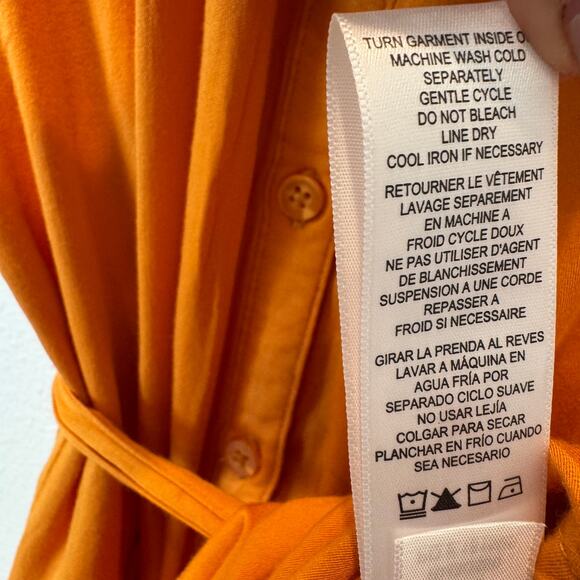 TURN GARMENT INSIDE
MACHINE WASH COLD
SEPARATELY
GENTLE CYCLE
DO NOT BLEACH
LINE DRY
COOL IRON IF NECESSARY
RETOURNER LE VÊTEMENT
LAVAGE SEPAREMENT
EN MACHINE A
FROID CYCLE DOUX
NE PAS UTILISER D'AGENT
DE BLANCHISSEMENT
SUSPENSION A UNE CORDE
REPASSER A
FROID SI NECESSAIRE
GIRAR LA PRENDA AL REVES
LAVAR A MÁQUINA EN
AGUA FRÍA POR
SEPARADO CICLO SUAVE
NO USAR LEJÍA
COLGAR PARA SECAR
PLANCHAR EN FRÍO CUANDO
SEA NECESARIO